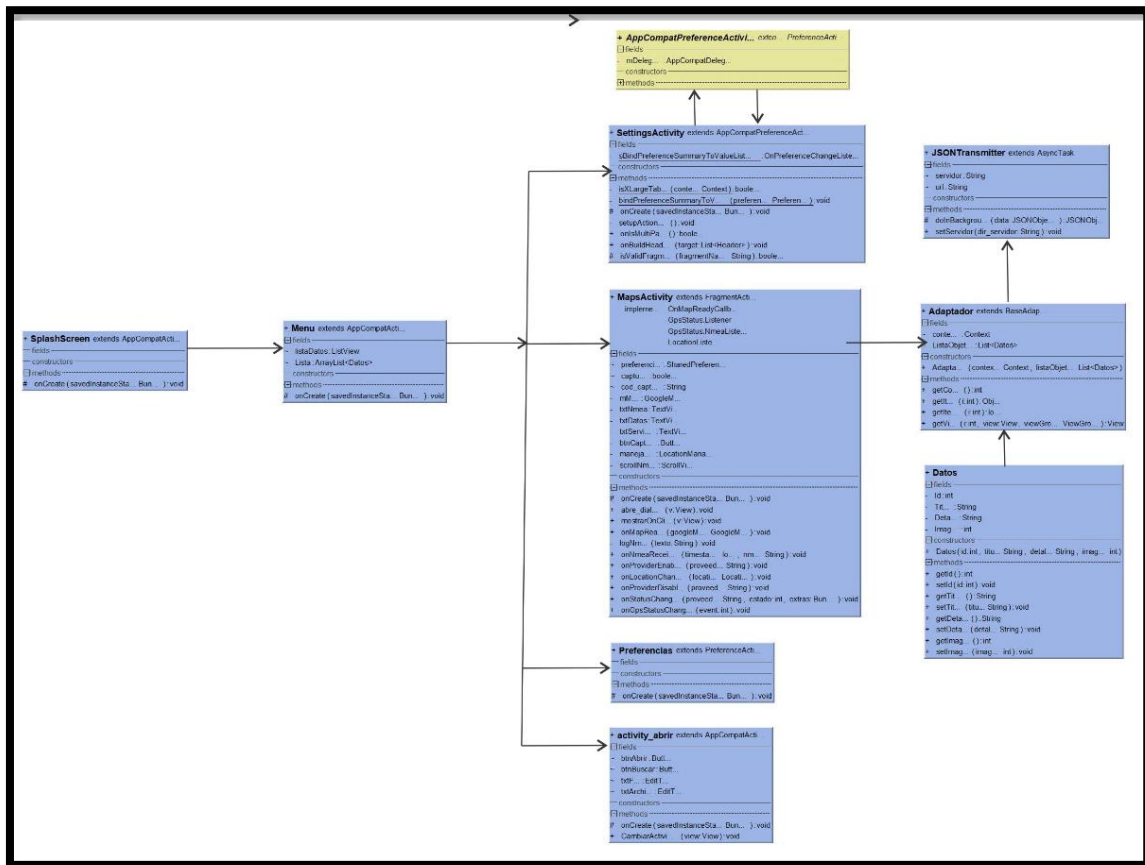 + AppCompatPreferenceActivi... exten... PreferenceActi...
fields
- mDeleg... :AppCompatDeleg...
constructors
methods
+ SettingsActivity extends AppCompatPreferenceAct...
fields
- sBindPreferenceSummaryToValueList... :OnPreferenceChangeListe...
constructors
methods
- isXLargeTab... (conte... Context): boole...
- bindPreferenceSummaryToV... (preferen... Preferen... ): void
# onCreate (savedInstanceSta... Bun... ): void
- setupAction... (): void
+ onIsMultiPa... (): boole...
+ onBuildHead... (target: List<Header>): void
# isValidFragm... (fragmentNa... String): boole...
+ JSONTransmitter extends AsyncTask
fields
- servidor: String
- url: String
constructors
methods
# doInBackgrou... (data: JSONObje... ): JSONObj...
+ setServidor (dir_servidor: String): void
+ SplashScreen extends AppCompatActi...
fields
constructors
methods
# onCreate (savedInstanceSta... Bun... ): void
+ Menu extends AppCompatActi...
fields
- listaDatos: ListView
- Lista: ArrayList<Datos>
constructors
methods
# onCreate (savedInstanceSta... Bun... ): void
+ MapsActivity extends FragmentActi...
impleme... OnMapReadyCallb...
GpsStatus.Listener
GpsStatus.NmeaListe...
LocationListe
fields
- preferenci... :SharedPreferen...
- captu... :boole...
- cod_capt... :String
- mM... :GoogleM...
- txtNmea: TextVi...
- txtDatos: TextVi...
- txtServi... :TextVi...
- btnCapt... :Butt...
- maneja... :LocationMana...
- scrollNm... :ScrollVi...
constructors
methods
# onCreate (savedInstanceSta... Bun... ): void
+ abre_dial... (v: View): void
+ mostrarOnCli... (v: View): void
+ onMapRea... (googleM... GoogleM... ): void
- logNm... (texto: String): void
+ onNmeaRecei... (timesta... lo... , nm... String): void
+ onProviderEnab... (proveed... String): void
+ onLocationChan... (locati... Locati... ): void
+ onProviderDisabl... (proveed... String): void
+ onStatusChang... (proveed... String, estado: int, extras: Bun... ): void
+ onGpsStatusChang... (event: int): void
+ Adaptador extends BaseAdap...
fields
- conte... :Context
- ListaObjet... :List<Datos>
constructors
+ Adapta... (contex... Context, listaObjet... List<Datos>)
methods
+ getCo... (): int
+ getIt... (i: int): Obj...
+ getIte... (i: int): lo...
+ getVi... (i: int, view: View, viewGro... ViewGro... ): View
+ Datos
fields
- Id: int
- Tit... :String
- Deta... :String
- Imag... :int
constructors
+ Datos (id: int, titu... String, detal... String, imag... int)
methods
+ getId (): int
+ setId (id: int): void
+ getTit... (): String
+ setTit... (titu... String): void
+ getDeta... (): String
+ setDeta... (detal... String): void
+ getImag... (): int
+ setImag... (imag... int): void
+ Preferencias extends PreferenceActi...
fields
constructors
methods
# onCreate (savedInstanceSta... Bun... ): void
+ activity_abrir extends AppCompatActi...
fields
- btnAbrir: Butt...
- btnBuscar: Butt...
- txtF... :EditT...
- txtArchi... :EditT...
constructors
methods
# onCreate (savedInstanceSta... Bun... ): void
+ CambiarActivi... (view: View): void